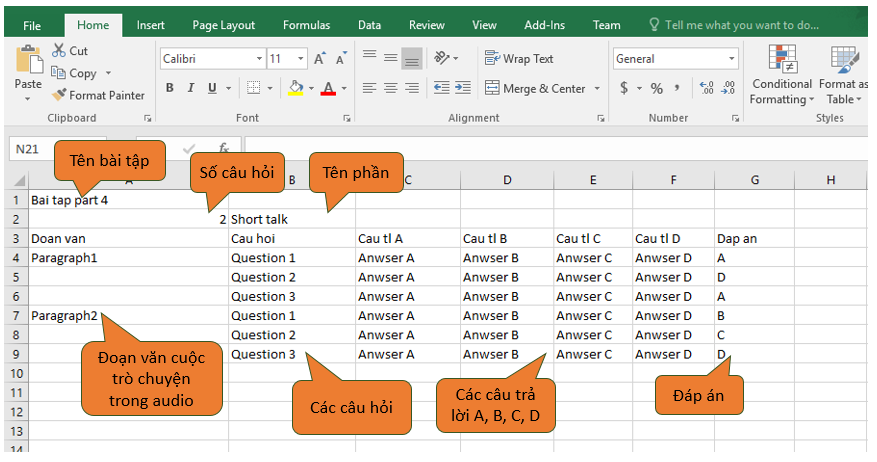 File Home Insert Page Layout Formulas Data Review View Add-Ins Team Tell me what you want to do...
Cut
Copy
Format Painter
Paste
Clipboard
Calibri 11 A A
B I U A
Font
Wrap Text
Merge & Center
Alignment
General
$ % , .0 .00 .00 .0
Number
Conditional Formatting
Format as Table
Styles
N21 fx
Tên bài tập
Số câu hỏi
Tên phần
A B C D E F G H
1 Bai tap part 4
2 2 Short talk
3 Doan van Cau hoi Cau tl A Cau tl B Cau tl C Cau tl D Dap an
4 Paragraph1 Question 1 Anwser A Anwser B Anwser C Anwser D A
5 Question 2 Anwser A Anwser B Anwser C Anwser D D
6 Question 3 Anwser A Anwser B Anwser C Anwser D A
7 Paragraph2 Question 1 Anwser A Anwser B Anwser C Anwser D B
8 Question 2 Anwser A Anwser B Anwser C Anwser D C
9 Question 3 Anwser A Anwser B Anwser C Anwser D D
10
11
12
13
14
Đoạn văn cuộc
trò chuyện
trong audio
Các câu hỏi
Các câu trả
lời A, B, C, D
Đáp án